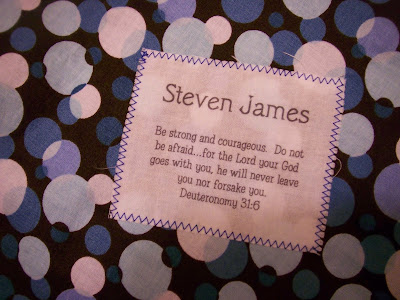 Steven James
Be strong and courageous. Do not
be afraid...for the Lord your God
goes with you, he will never leave
you nor forsake you.
Deuteronomy 31:6